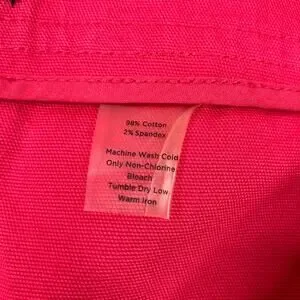 98% Cotton
2% Spandex
Machine Wash Cold
Only Non-Chlorine
Bleach
Tumble Dry Low
Warm Iron